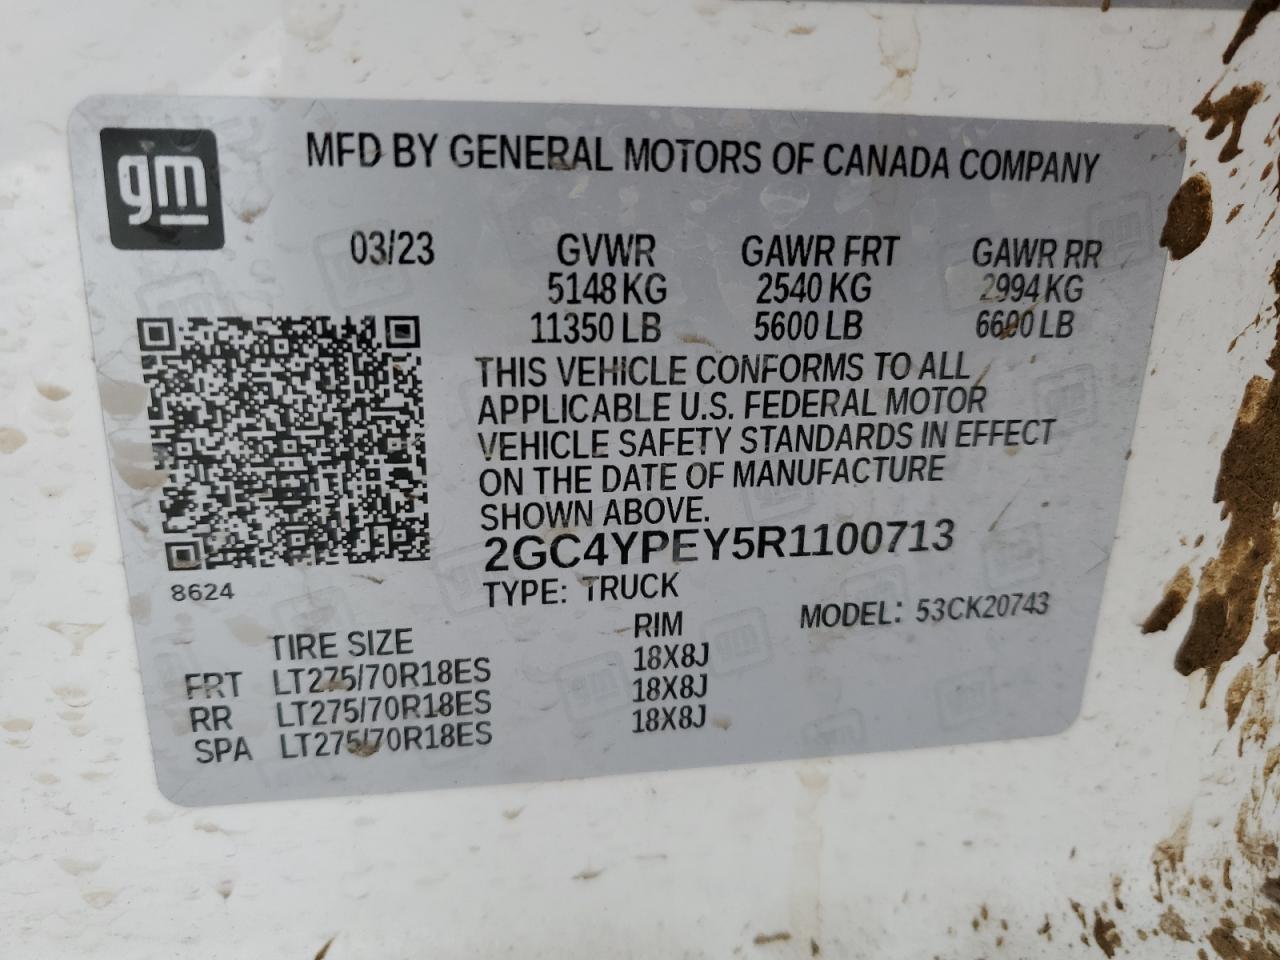 gm
MFD BY GENERAL MOTORS OF CANADA COMPANY
03/23 GVWR GAWR FRT GAWR RR
5148 KG 2540 KG 2994 KG
11350 LB 5600 LB 6600 LB
THIS VEHICLE CONFORMS TO ALL
APPLICABLE U.S. FEDERAL MOTOR
VEHICLE SAFETY STANDARDS IN EFFECT
ON THE DATE OF MANUFACTURE
SHOWN ABOVE.
2GC4YPEY5R1100713
8624
TYPE: TRUCK
MODEL: 53CK20743
TIRE SIZE RIM
FRT LT275/70R18ES 18X8J
RR LT275/70R18ES 18X8J
SPA LT275/70R18ES 18X8J